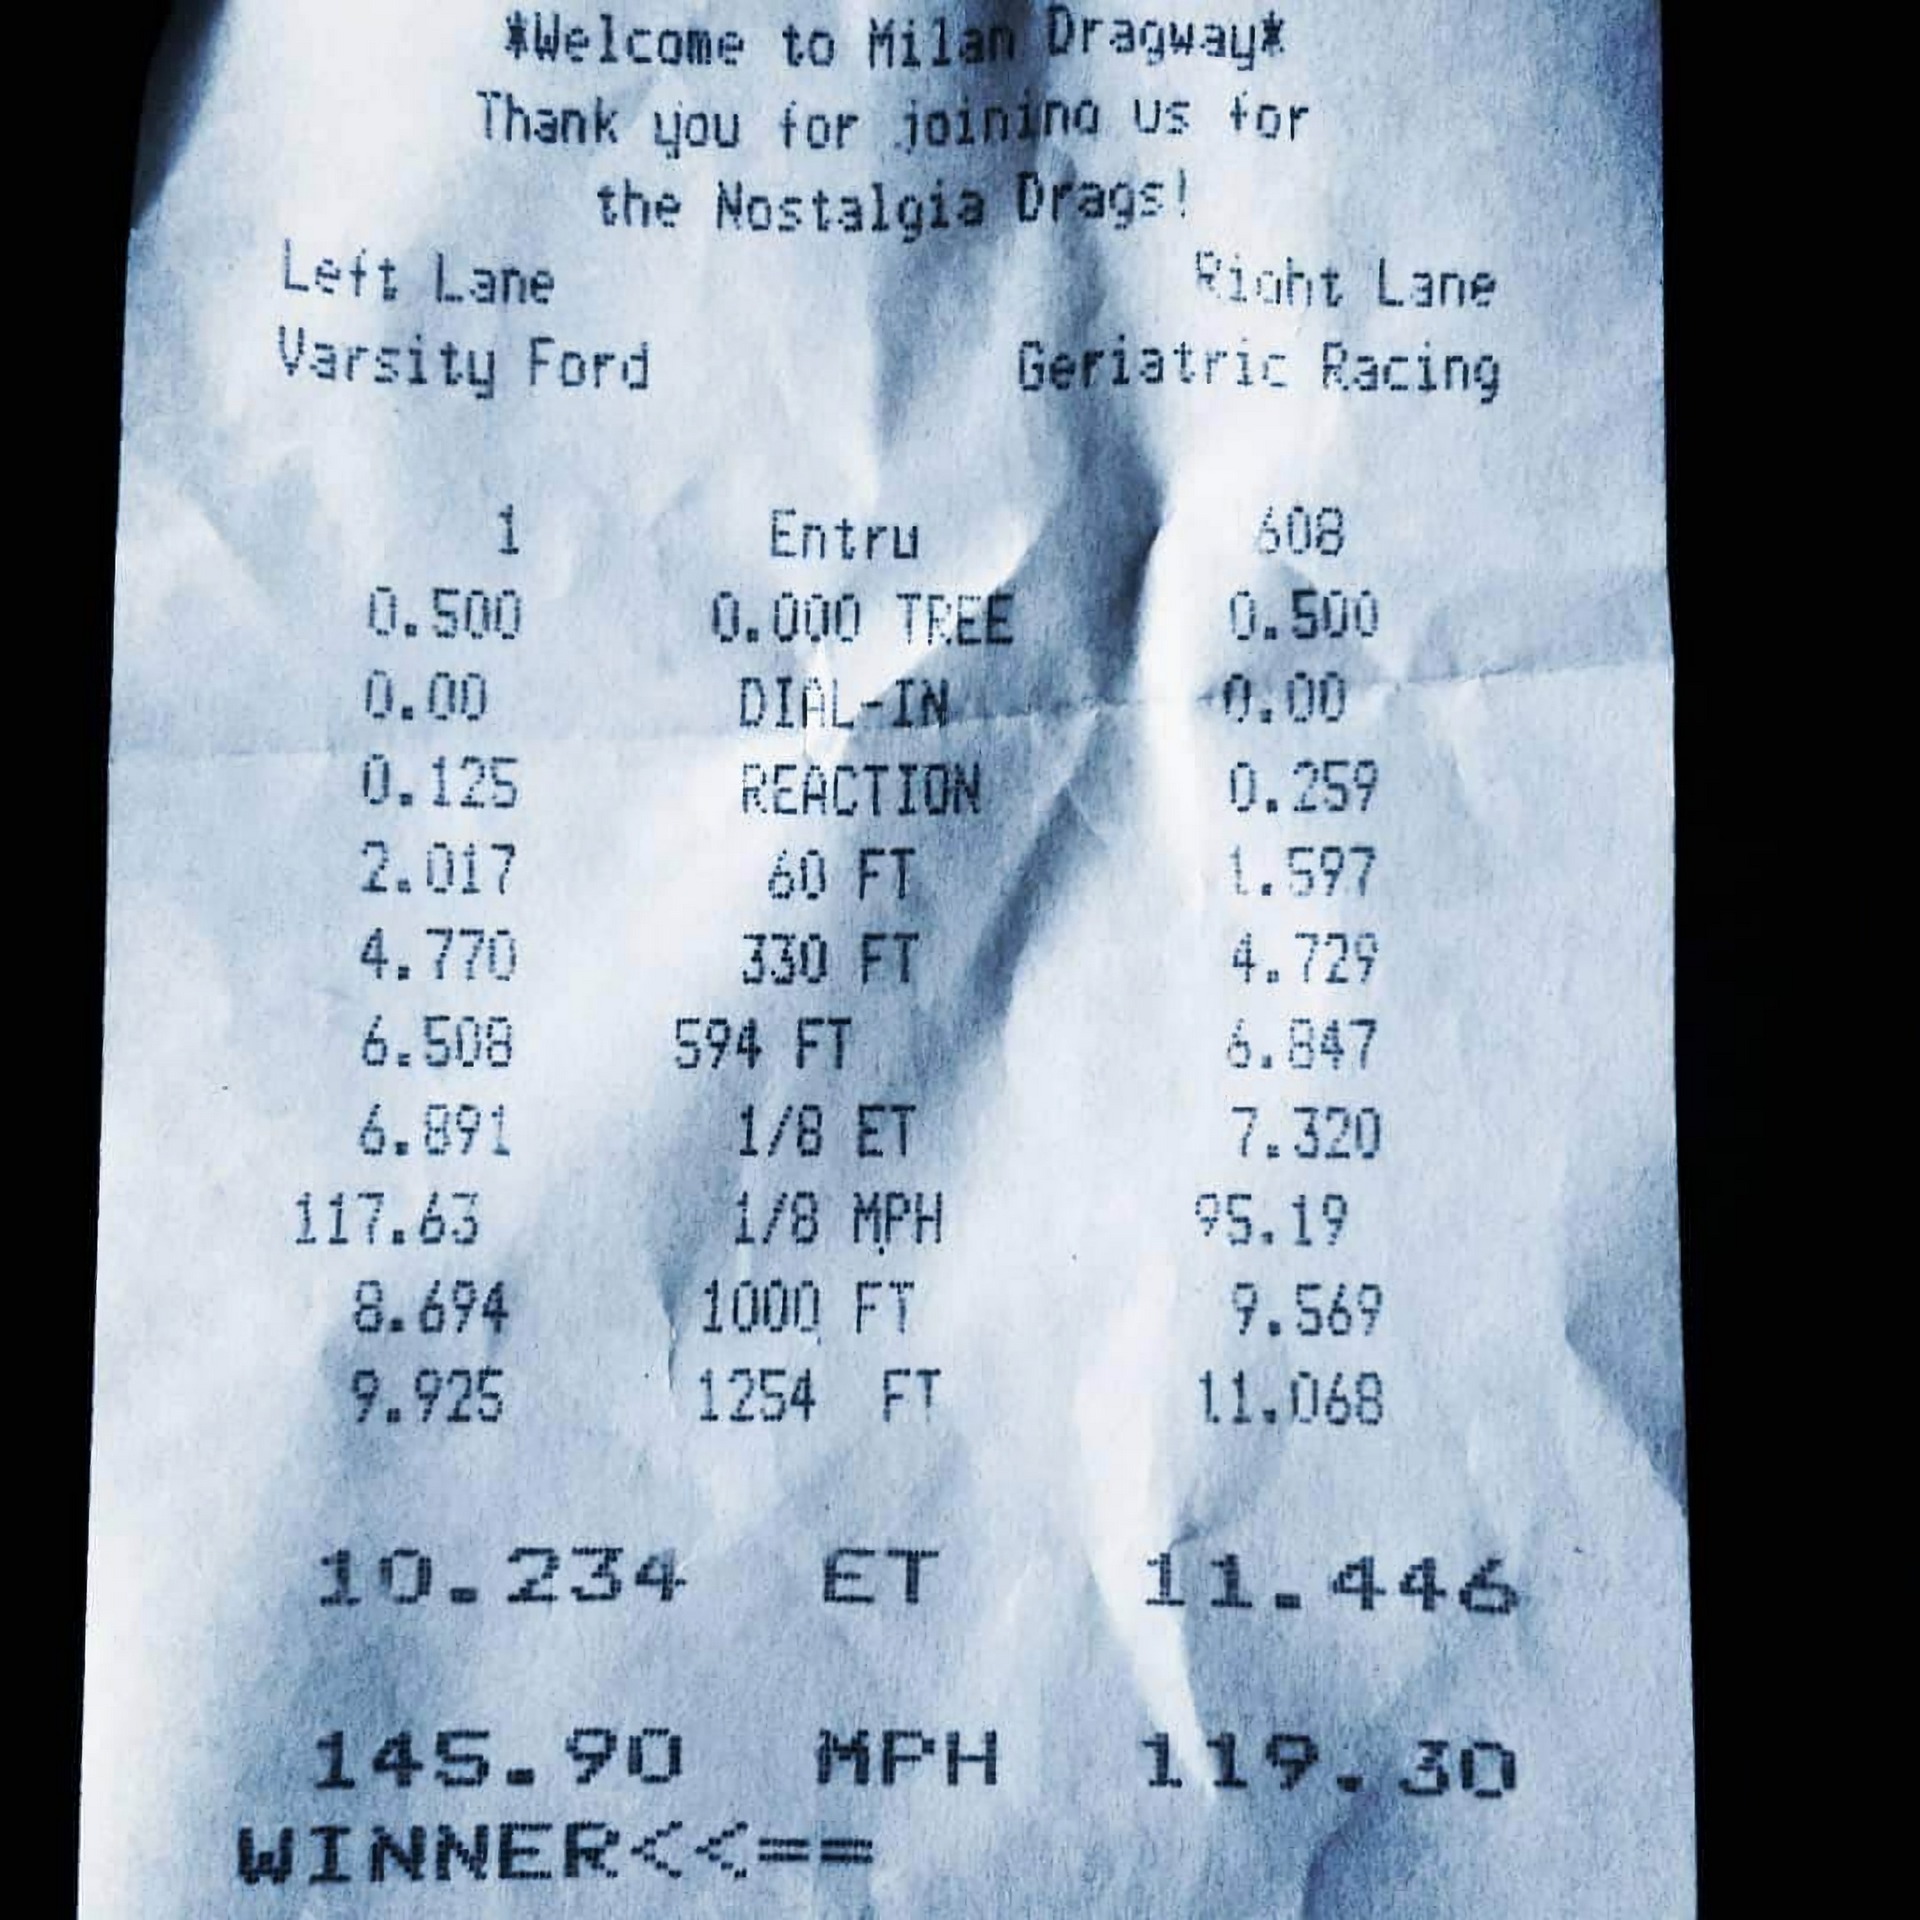 *Welcome to Milan Dragway*
Thank you for joining us for
the Nostalgia Drags!
Left Lane Right Lane
Varsity Ford Geriatric Racing
1 Entry 608
0.500 0.000 TREE 0.500
0.00 DIAL-IN 0.00
0.125 REACTION 0.259
2.017 60 FT 1.597
4.770 330 FT 4.729
6.508 594 FT 6.847
6.891 1/8 ET 7.320
117.63 1/8 MPH 95.19
8.694 1000 FT 9.569
9.925 1254 FT 11.068
10.234 ET 11.446
145.90 MPH 119.30
WINNER<<==